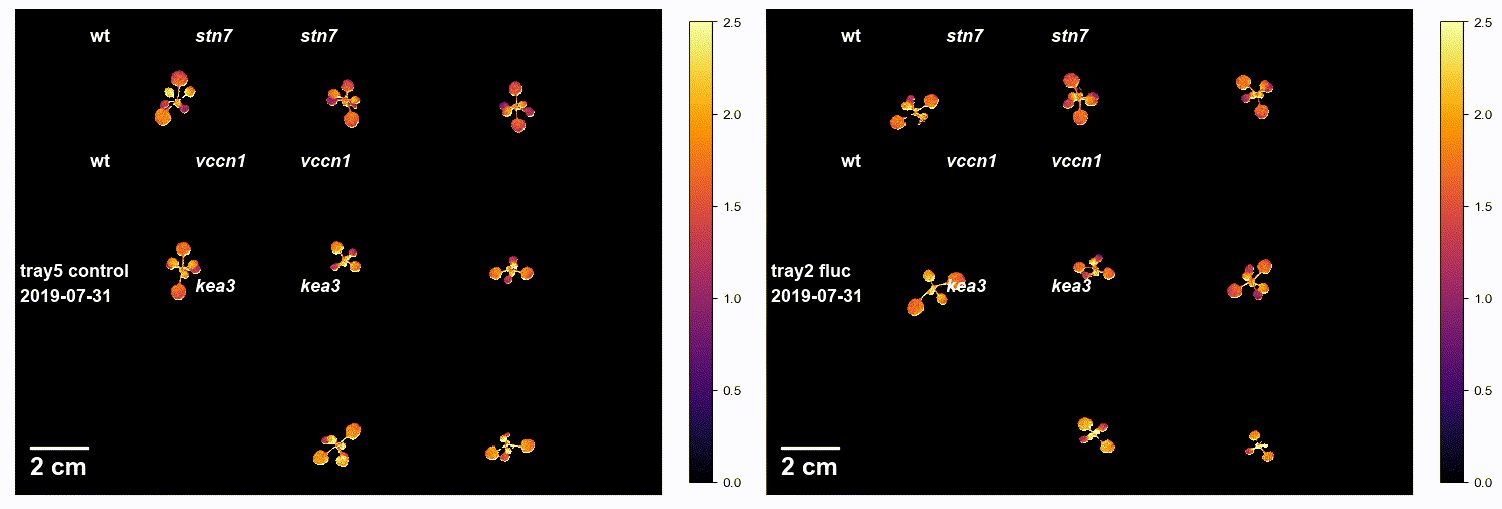 wt stn7 stn7
wt vccn1 vccn1
tray5 control
2019-07-31
kea3 kea3
2 cm
2.5
2.0
1.5
1.0
0.5
0.0
wt stn7 stn7
wt vccn1 vccn1
tray2 fluc
2019-07-31
kea3 kea3
2 cm
2.5
2.0
1.5
1.0
0.5
0.0